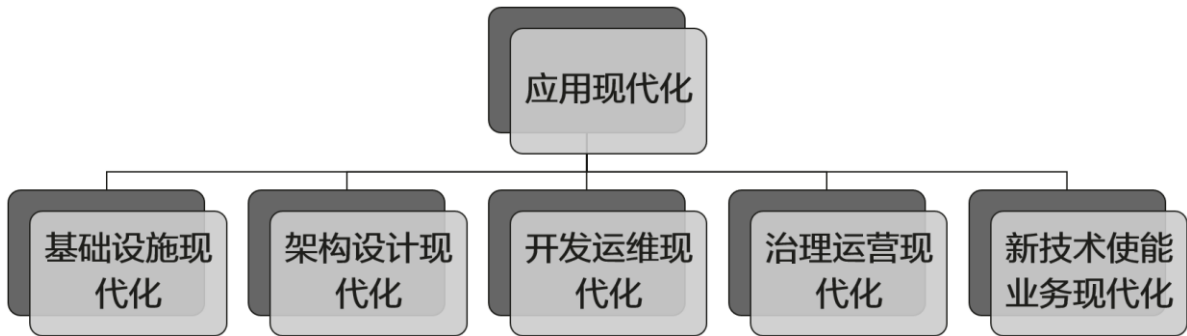 应用现代化
基础设施现
代化
架构设计现
代化
开发运维现
代化
治理运营现
代化
新技术使能
业务现代化